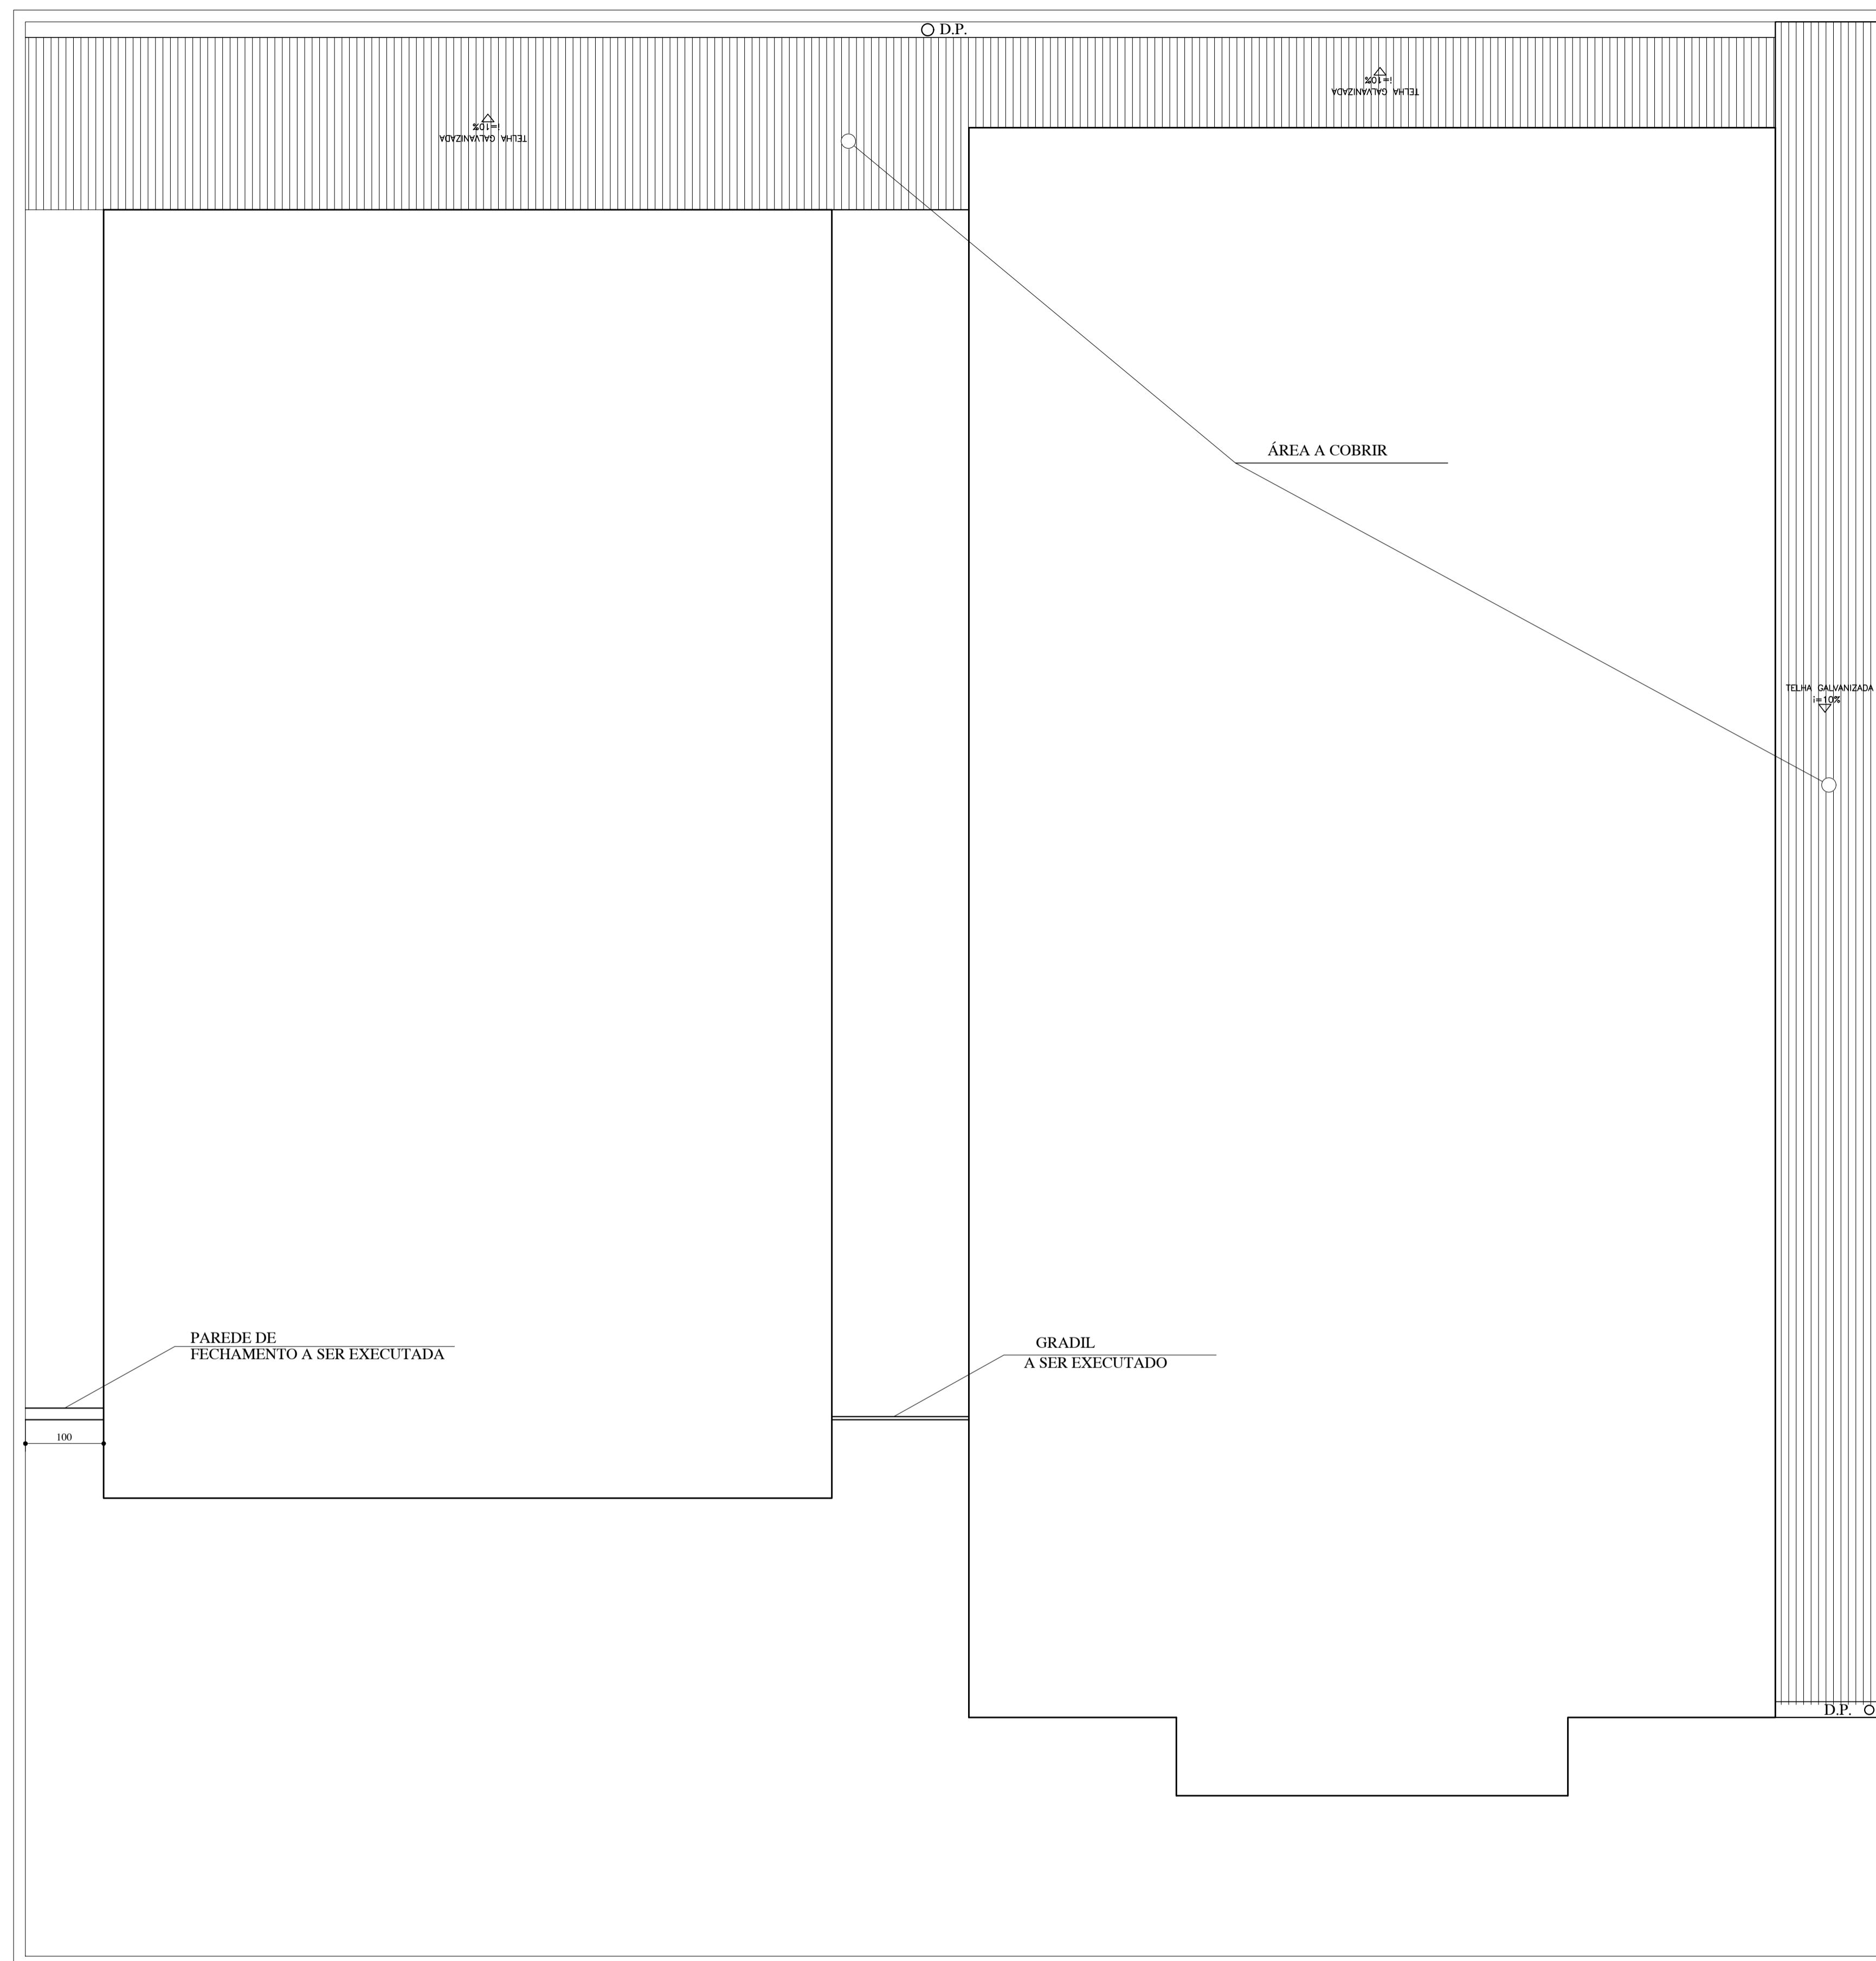 D.P.
TELHA GALVANIZADA
i=10%
TELHA GALVANIZADA
i=10%
ÁREA A COBRIR
TELHA GALVANIZADA
i=10%
PAREDE DE
FECHAMENTO A SER EXECUTADA
GRADIL
A SER EXECUTADO
100
D.P.